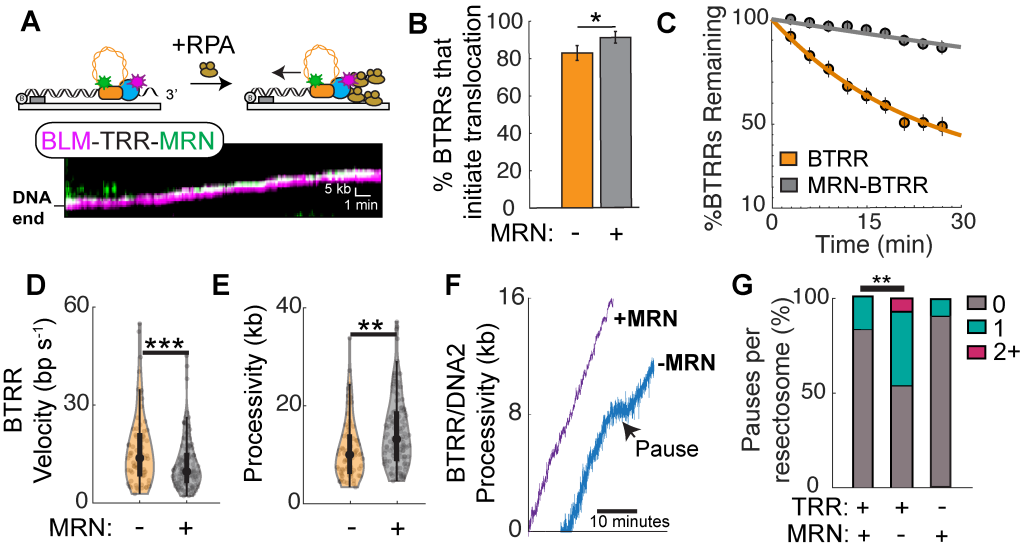 A
+RPA
B
3'
B
BLM-TRR-MRN
DNA
end
5 kb
1 min
B
% BTRRs that
initiate translocation
100
80
60
40
20
0
*
MRN: - +
C
%BTRRs Remaining
100
50
10
BTRR
MRN-BTRR
0 15 30
Time (min)
D
BTRR
Velocity (bp s-1)
60
30
0
***
MRN: - +
E
Processivity (kb)
40
20
0
**
- +
F
BTRR/DNA2
Processivity (kb)
16
8
0
+MRN
-MRN
Pause
10 minutes
G
Pauses per
resectosome (%)
100
50
0
**
0
1
2+
TRR: + + -
MRN: + - +